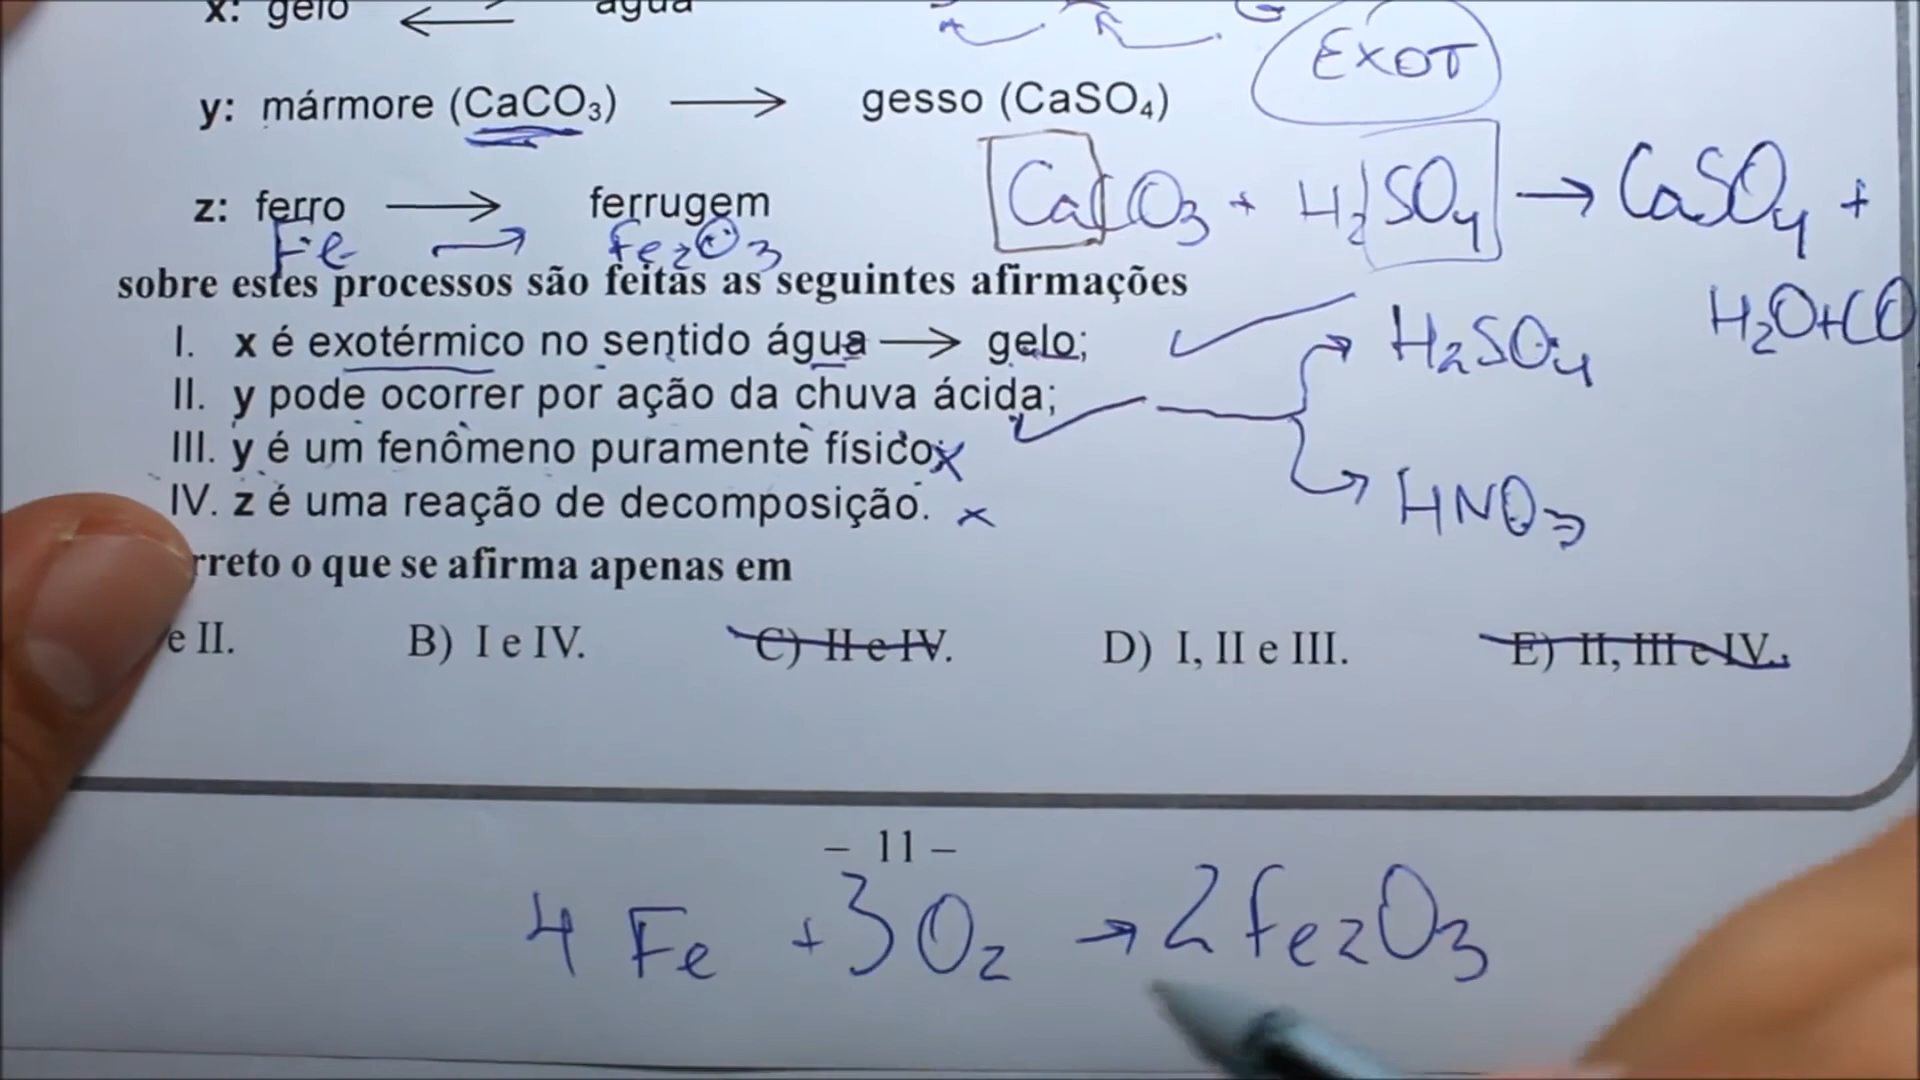 x: gelo água
EXOT
y: mármore (CaCO₃) → gesso (CaSO₄)
CaCO₃ + H₂SO₄ → CaSO₄ +
H₂O+CO
z: ferro → ferrugem
Fe → Fe₂O₃
sobre estes processos são feitas as seguintes afirmações
I. x é exotérmico no sentido água → gelo;
H₂SO₄
II. y pode ocorrer por ação da chuva ácida;
III. y é um fenômeno puramente físico; x
IV. z é uma reação de decomposição. x
HNO₃
rreto o que se afirma apenas em
e II. B) I e IV. C) II e IV. D) I, II e III. E) II, III e IV.
– 11 –
4 Fe + 3O₂ → 2Fe₂O₃